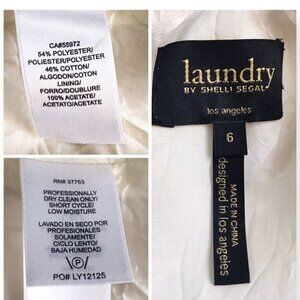 CA#55972
54% POLYESTER/
POLIESTER/POLYESTER
46% COTTON/
ALGODON/COTON
LINING/
FORRO/DOUBLURE
100% ACETATE/
ACETATO/ACETATE
RN# 37763
PROFESSIONALLY
DRY CLEAN ONLY/
SHORT CYCLE/
LOW MOISTURE
LAVADO EN SECO POR
PROFESIONALES
SOLAMENTE/
CICLO LENTO/
BAJA HUMEDAD
P
PO# LY12125
laundry
BY SHELLI SEGAL
los angeles
6
MADE IN CHINA
designed in los angeles